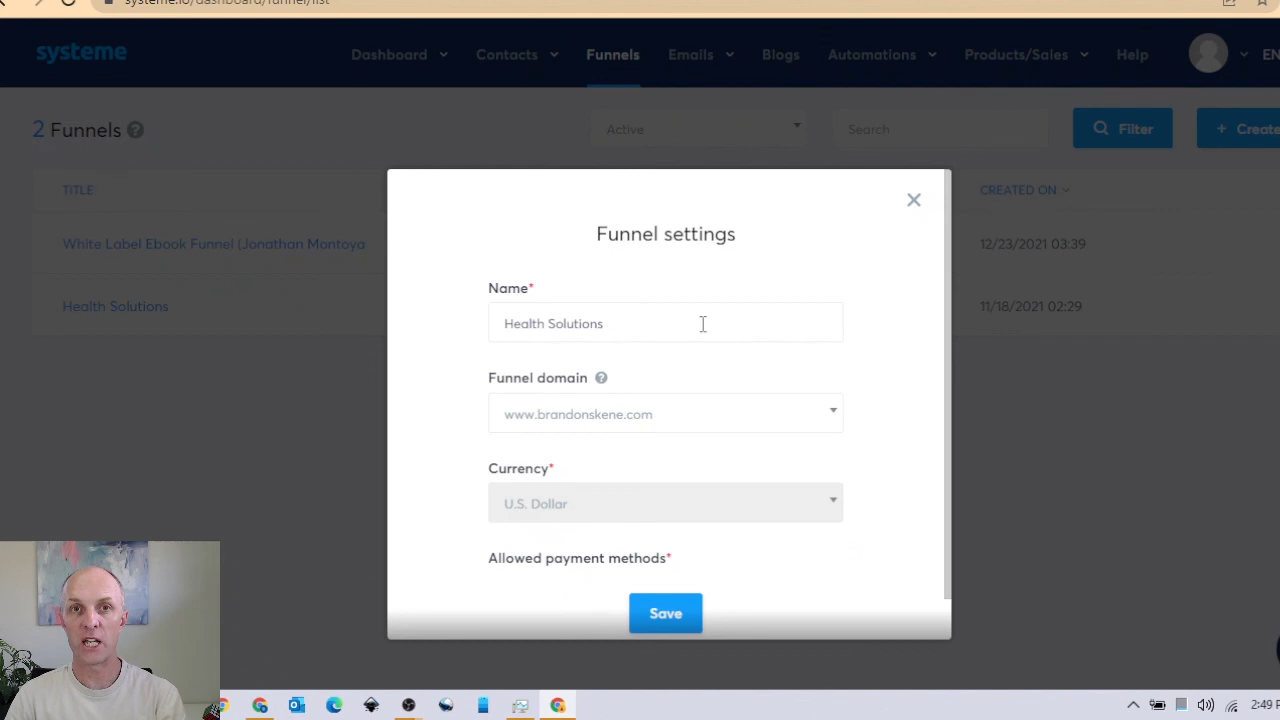 systeme.io/dashboard/funnel/list
systeme Dashboard Contacts Funnels Emails Blogs Automations Products/Sales Help EN
2 Funnels ? Active Search Filter + Create
TITLE CREATED ON
White Label Ebook Funnel (Jonathan Montoya 12/23/2021 03:39
Health Solutions 11/18/2021 02:29
Funnel settings
Name*
Health Solutions
Funnel domain ?
www.brandonskene.com
Currency*
U.S. Dollar
Allowed payment methods*
Save
2:49